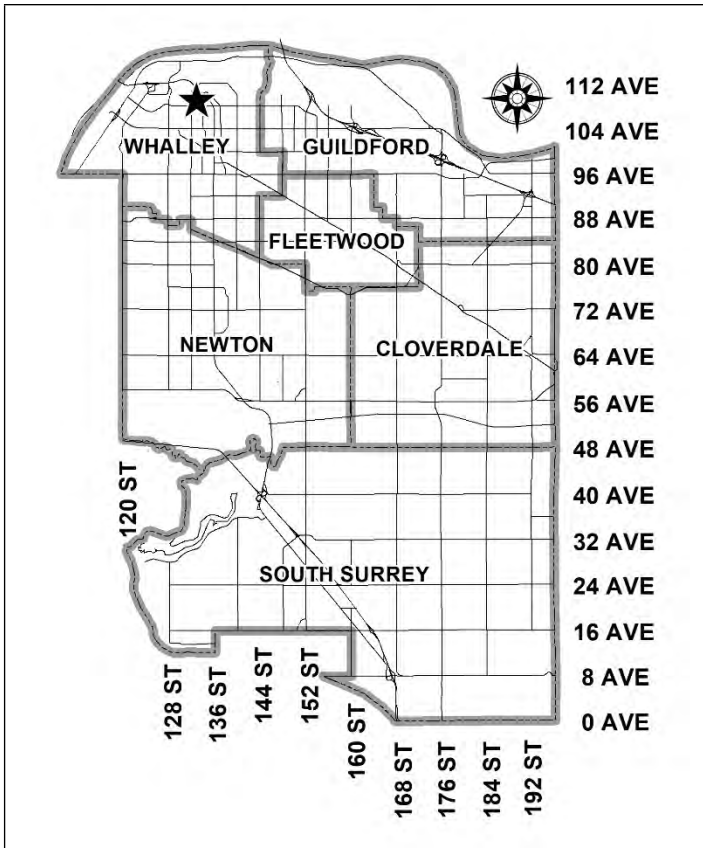 112 AVE
104 AVE
WHALLEY
GUILDFORD
96 AVE
88 AVE
FLEETWOOD
80 AVE
72 AVE
NEWTON
CLOVERDALE
64 AVE
56 AVE
48 AVE
120 ST
40 AVE
32 AVE
SOUTH SURREY
24 AVE
16 AVE
8 AVE
0 AVE
128 ST
136 ST
144 ST
152 ST
160 ST
168 ST
176 ST
184 ST
192 ST